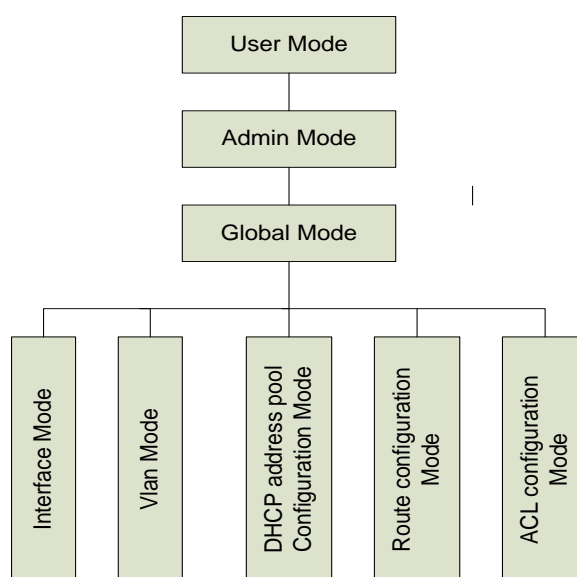 User Mode
Admin Mode
Global Mode
Interface Mode
Vlan Mode
DHCP address pool
Configuration Mode
Route configuration
Mode
ACL configuration
Mode